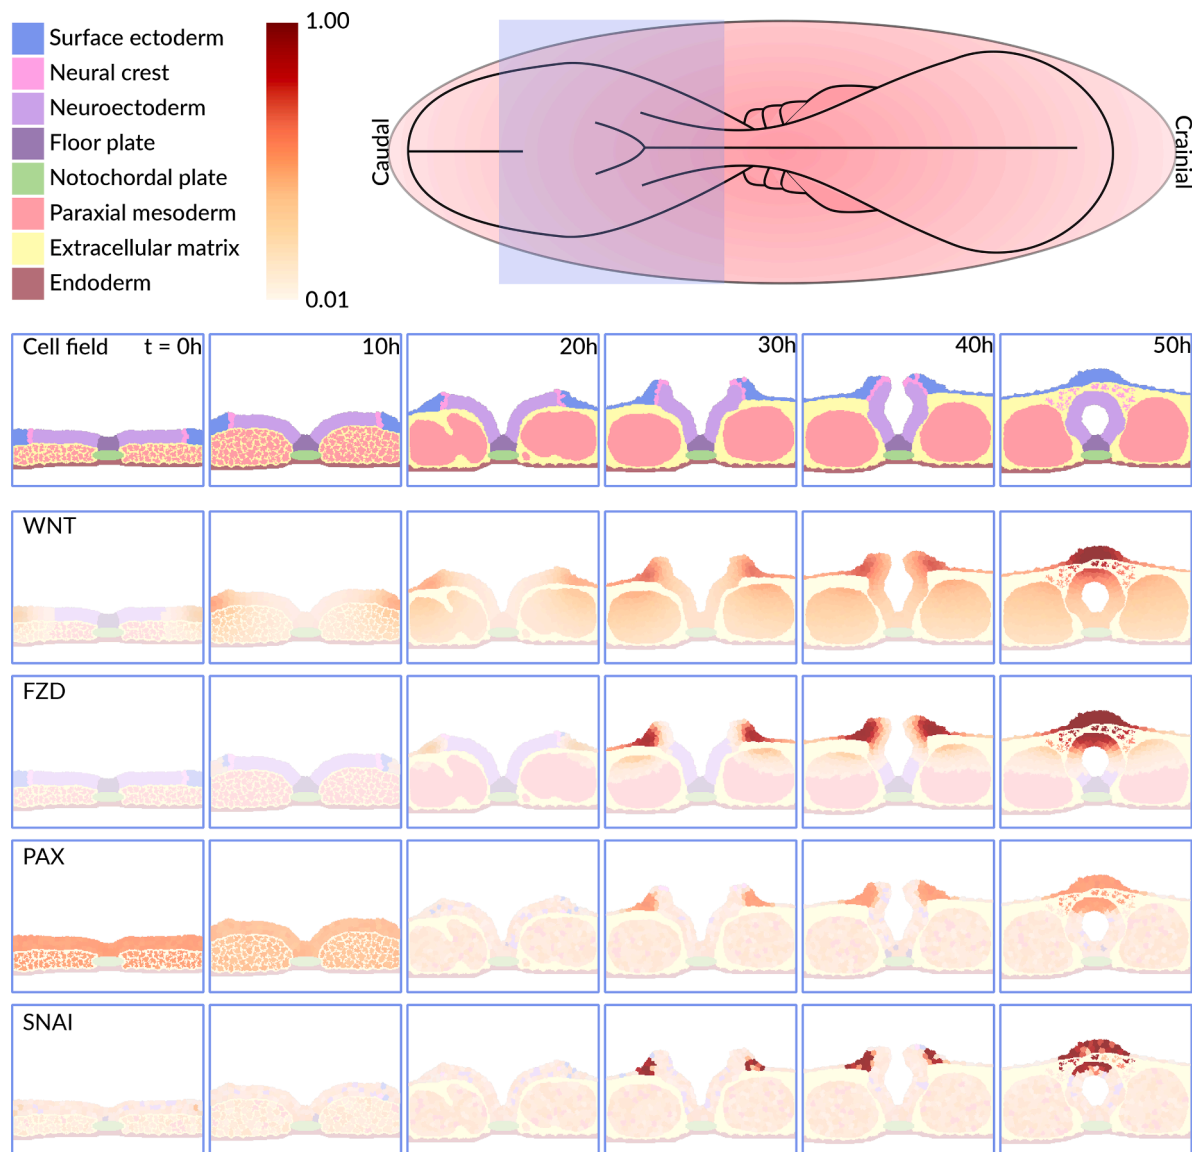 Surface ectoderm
Neural crest
Neuroectoderm
Floor plate
Notochordal plate
Paraxial mesoderm
Extracellular matrix
Endoderm
1.00
0.01
Caudal
Crainial
Cell field t = 0h 10h 20h 30h 40h 50h
WNT
FZD
PAX
SNAI